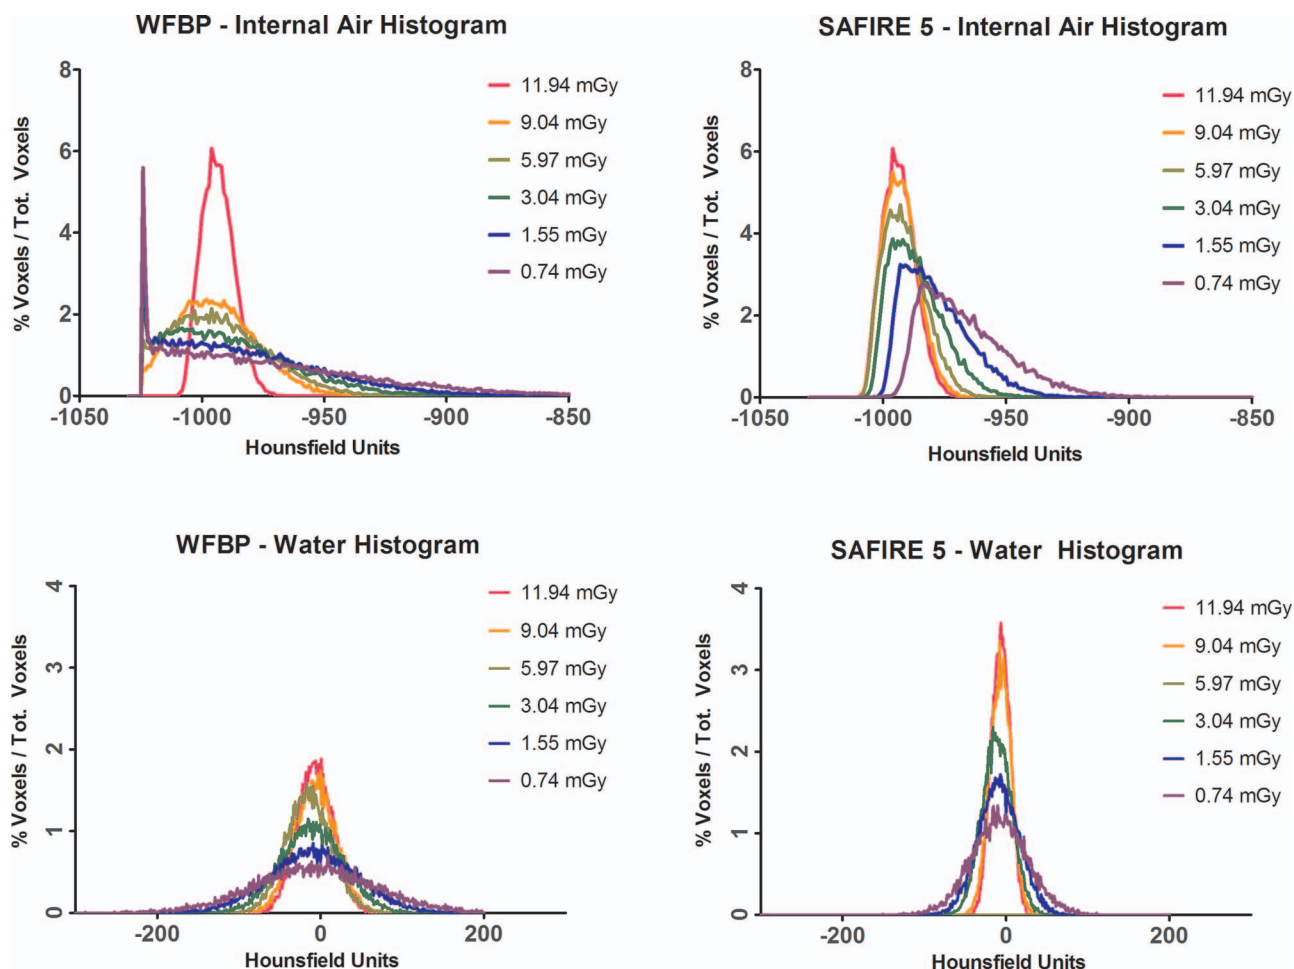 WFBP - Internal Air Histogram
% Voxels / Tot. Voxels
8
6
4
2
0
-1050
-1000
-950
-900
-850
Hounsfield Units
11.94 mGy
9.04 mGy
5.97 mGy
3.04 mGy
1.55 mGy
0.74 mGy
SAFIRE 5 - Internal Air Histogram
% Voxels / Tot. Voxels
8
6
4
2
0
-1050
-1000
-950
-900
-850
Hounsfield Units
11.94 mGy
9.04 mGy
5.97 mGy
3.04 mGy
1.55 mGy
0.74 mGy
WFBP - Water Histogram
% Voxels / Tot. Voxels
4
3
2
1
0
-200
0
200
Hounsfield Units
11.94 mGy
9.04 mGy
5.97 mGy
3.04 mGy
1.55 mGy
0.74 mGy
SAFIRE 5 - Water Histogram
% Voxels / Tot. Voxels
4
3
2
1
0
-200
0
200
Hounsfield Units
11.94 mGy
9.04 mGy
5.97 mGy
3.04 mGy
1.55 mGy
0.74 mGy